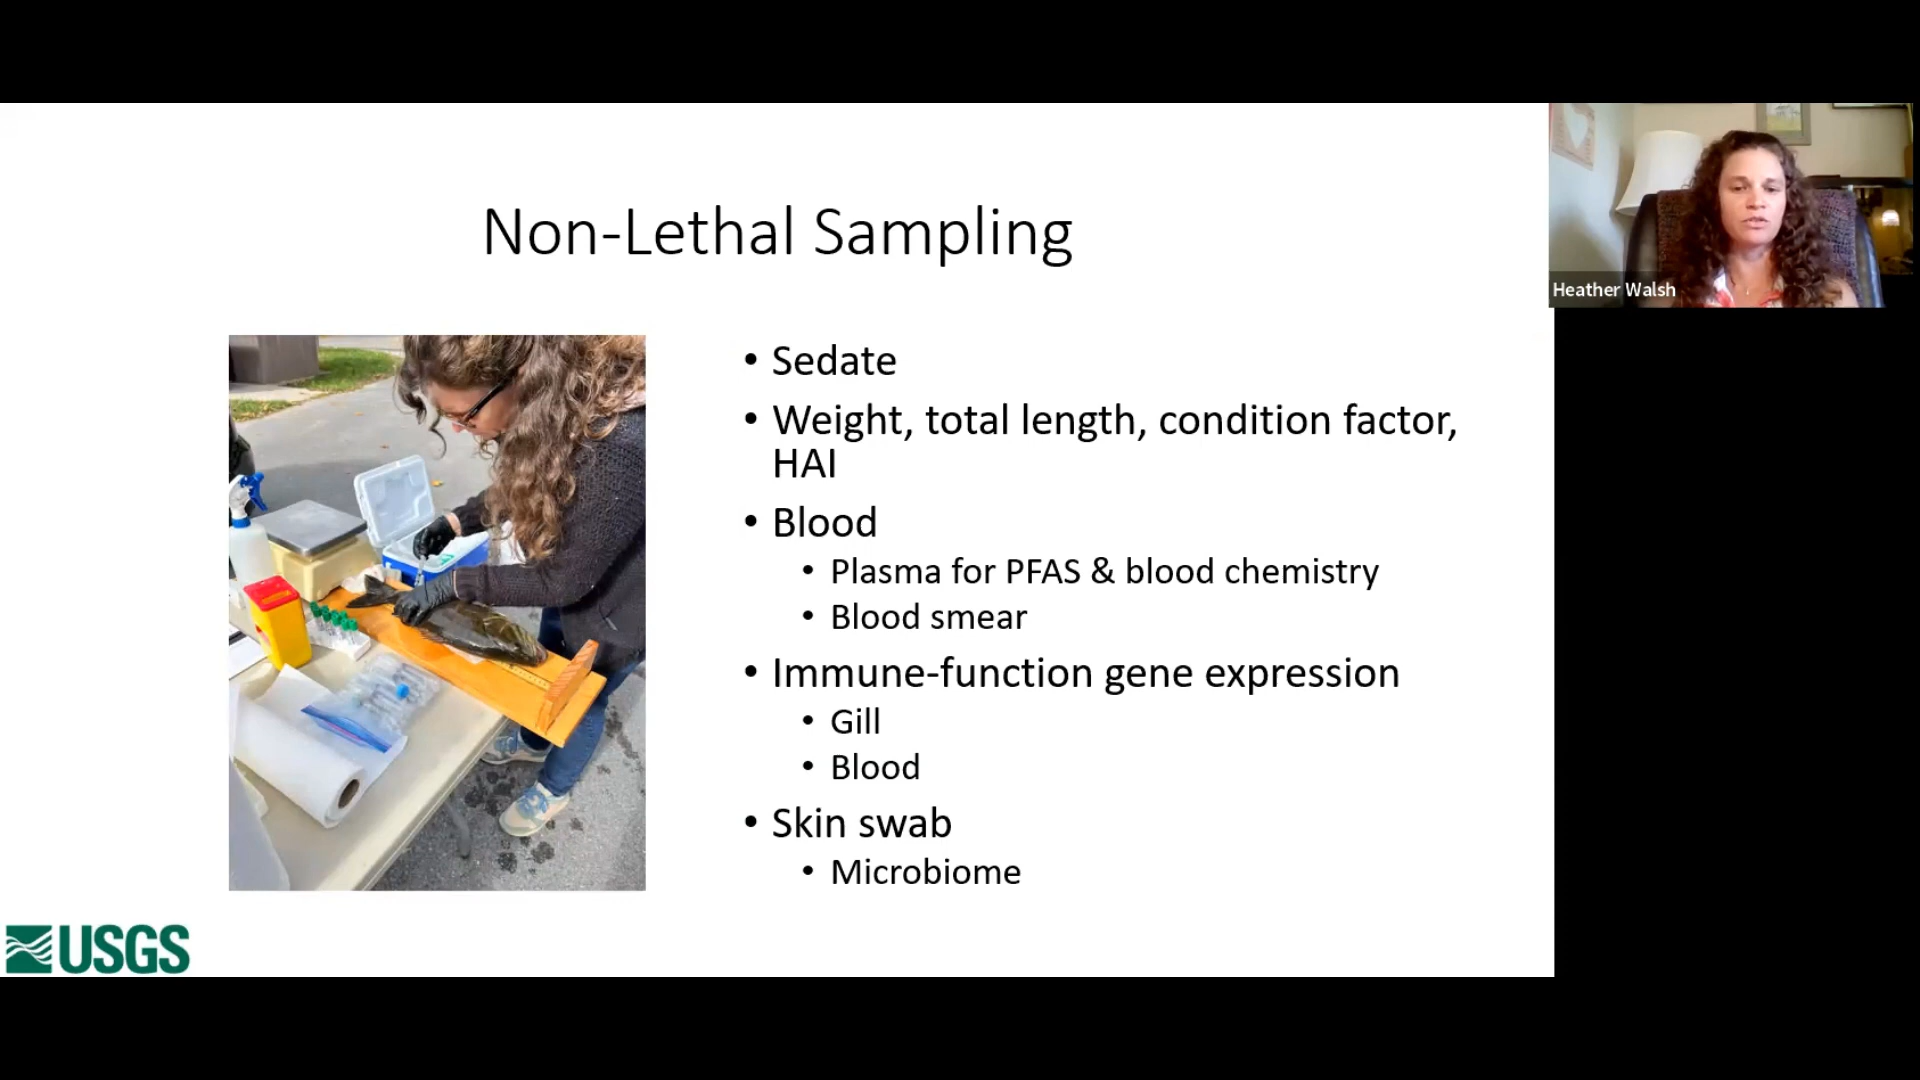 Non-Lethal Sampling
Heather Walsh
• Sedate
• Weight, total length, condition factor,
HAI
• Blood
• Plasma for PFAS & blood chemistry
• Blood smear
• Immune-function gene expression
• Gill
• Blood
• Skin swab
• Microbiome
USGS